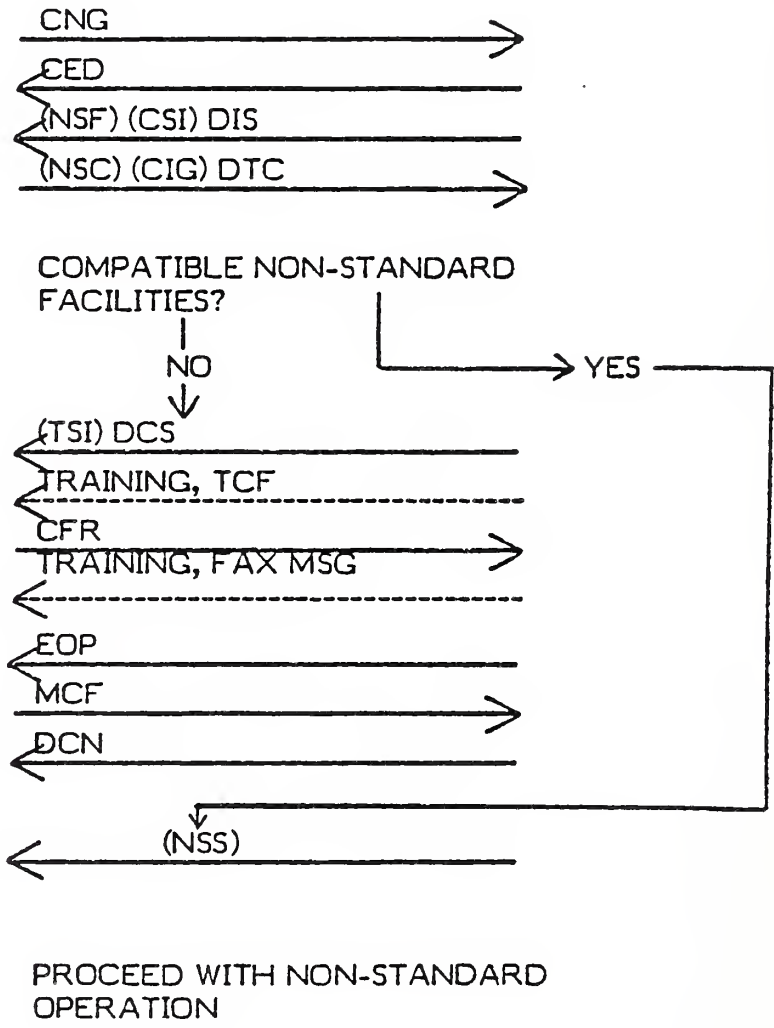 CNG
CED
(NSF) (CSI) DIS
(NSC) (CIG) DTC
COMPATIBLE NON-STANDARD
FACILITIES?
NO
YES
(TSI) DCS
TRAINING, TCF
CFR
TRAINING, FAX MSG
EOP
MCF
DCN
(NSS)
PROCEED WITH NON-STANDARD
OPERATION